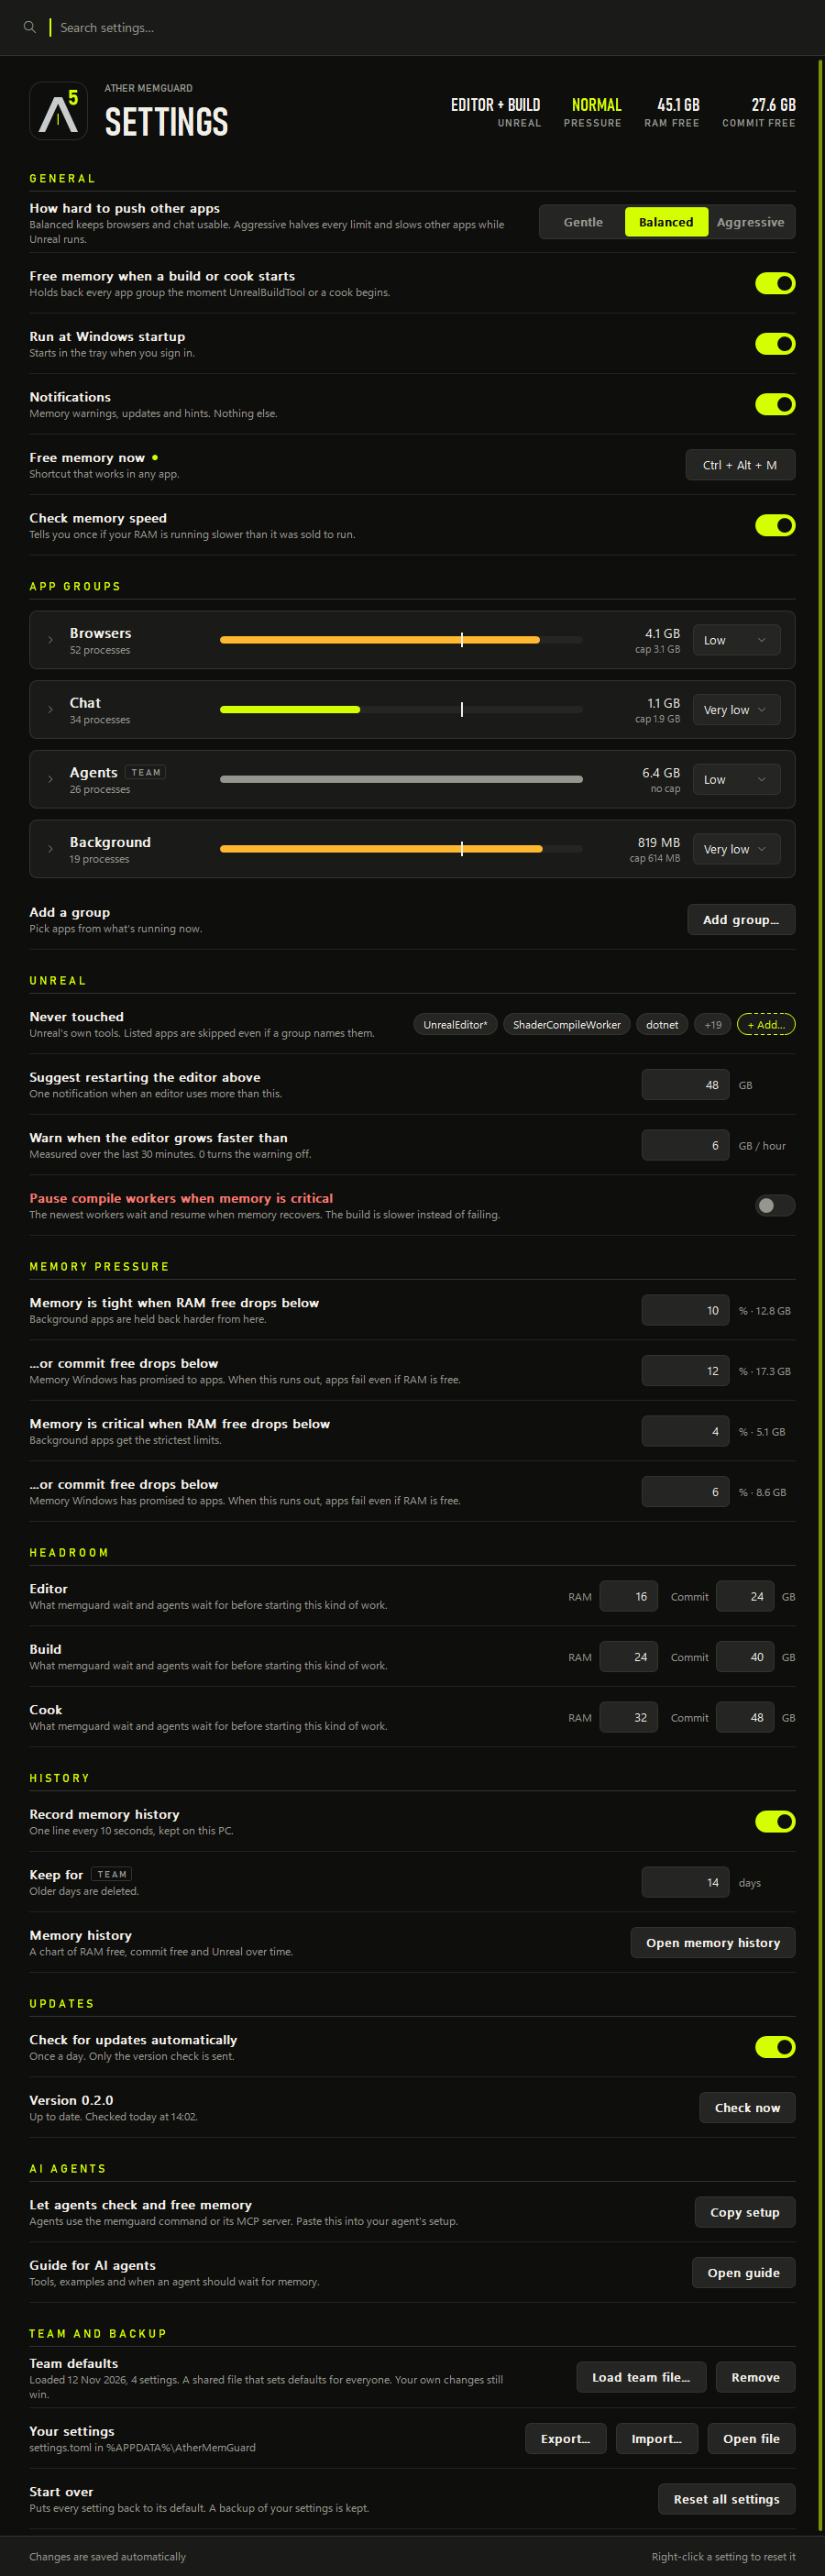 Search settings...
5
ATHER MEMGUARD
SETTINGS
EDITOR + BUILD
UNREAL
NORMAL
PRESSURE
45.1 GB
RAM FREE
27.6 GB
COMMIT FREE
GENERAL
How hard to push other apps
Balanced keeps browsers and chat usable. Aggressive halves every limit and slows other apps while
Unreal runs.
Gentle
Balanced
Aggressive
Free memory when a build or cook starts
Holds back every app group the moment UnrealBuildTool or a cook begins.
Run at Windows startup
Starts in the tray when you sign in.
Notifications
Memory warnings, updates and hints. Nothing else.
Free memory now
Shortcut that works in any app.
Ctrl + Alt + M
Check memory speed
Tells you once if your RAM is running slower than it was sold to run.
APP GROUPS
Browsers
52 processes
4.1 GB
cap 3.1 GB
Low
Chat
34 processes
1.1 GB
cap 1.9 GB
Very low
Agents TEAM
26 processes
6.4 GB
no cap
Low
Background
19 processes
819 MB
cap 614 MB
Very low
Add a group
Pick apps from what's running now.
Add group...
UNREAL
Never touched
Unreal's own tools. Listed apps are skipped even if a group names them.
UnrealEditor*
ShaderCompileWorker
dotnet
+19
+ Add...
Suggest restarting the editor above
One notification when an editor uses more than this.
48 GB
Warn when the editor grows faster than
Measured over the last 30 minutes. 0 turns the warning off.
6 GB / hour
Pause compile workers when memory is critical
The newest workers wait and resume when memory recovers. The build is slower instead of failing.
MEMORY PRESSURE
Memory is tight when RAM free drops below
Background apps are held back harder from here.
10 % · 12.8 GB
...or commit free drops below
Memory Windows has promised to apps. When this runs out, apps fail even if RAM is free.
12 % · 17.3 GB
Memory is critical when RAM free drops below
Background apps get the strictest limits.
4 % · 5.1 GB
...or commit free drops below
Memory Windows has promised to apps. When this runs out, apps fail even if RAM is free.
6 % · 8.6 GB
HEADROOM
Editor
What memguard wait and agents wait for before starting this kind of work.
RAM 16 Commit 24 GB
Build
What memguard wait and agents wait for before starting this kind of work.
RAM 24 Commit 40 GB
Cook
What memguard wait and agents wait for before starting this kind of work.
RAM 32 Commit 48 GB
HISTORY
Record memory history
One line every 10 seconds, kept on this PC.
Keep for TEAM
Older days are deleted.
14 days
Memory history
A chart of RAM free, commit free and Unreal over time.
Open memory history
UPDATES
Check for updates automatically
Once a day. Only the version check is sent.
Version 0.2.0
Up to date. Checked today at 14:02.
Check now
AI AGENTS
Let agents check and free memory
Agents use the memguard command or its MCP server. Paste this into your agent's setup.
Copy setup
Guide for AI agents
Tools, examples and when an agent should wait for memory.
Open guide
TEAM AND BACKUP
Team defaults
Loaded 12 Nov 2026, 4 settings. A shared file that sets defaults for everyone. Your own changes still
win.
Load team file...
Remove
Your settings
settings.toml in %APPDATA%\AtherMemGuard
Export...
Import...
Open file
Start over
Puts every setting back to its default. A backup of your settings is kept.
Reset all settings
Changes are saved automatically
Right-click a setting to reset it